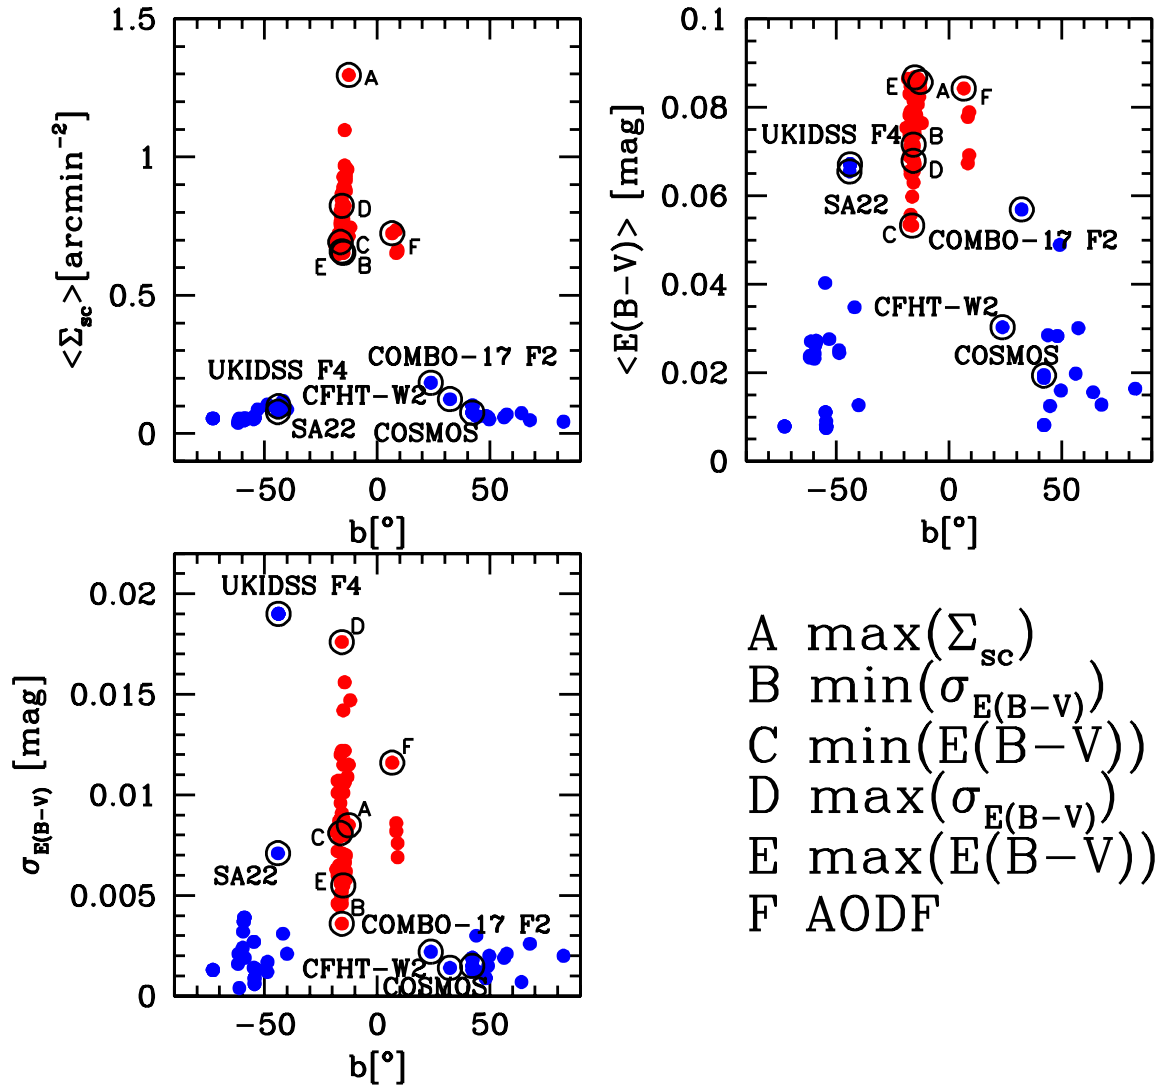 1.5
1
0.5
0
<Σsc>[arcmin−2]
A
D
C
F
E
B
COMBO−17 F2
UKIDSS F4
CFHT−W2
SA22
COSMOS
−50 0 50
b[°]
0.1
0.08
0.06
0.04
0.02
0
<E(B−V)> [mag]
E
A
F
UKIDSS F4
B
D
SA22
C
COMBO−17 F2
CFHT−W2
COSMOS
−50 0 50
b[°]
0.02
0.015
0.01
0.005
0
σE(B−V) [mag]
UKIDSS F4
D
F
A
C
SA22
E
B
COMBO−17 F2
CFHT−W2
COSMOS
−50 0 50
b[°]
A max(Σsc)
B min(σE(B−V))
C min(E(B−V))
D max(σE(B−V))
E max(E(B−V))
F AODF